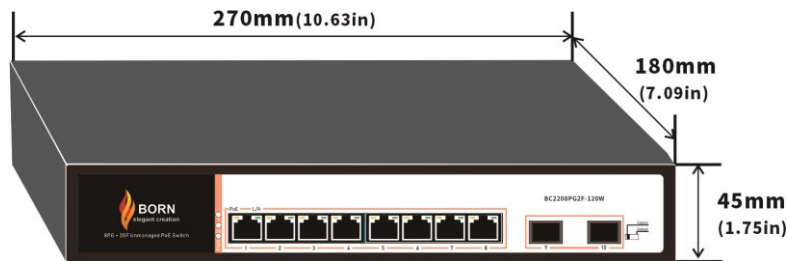 270mm(10.63in)
180mm
(7.09in)
45mm
(1.75in)
BORN
elegant creation
8PG + 2GF Unmanaged PoE Switch
PoE L/A
BC2208PG2F-120W
1 2 3 4 5 6 7 8
9 10